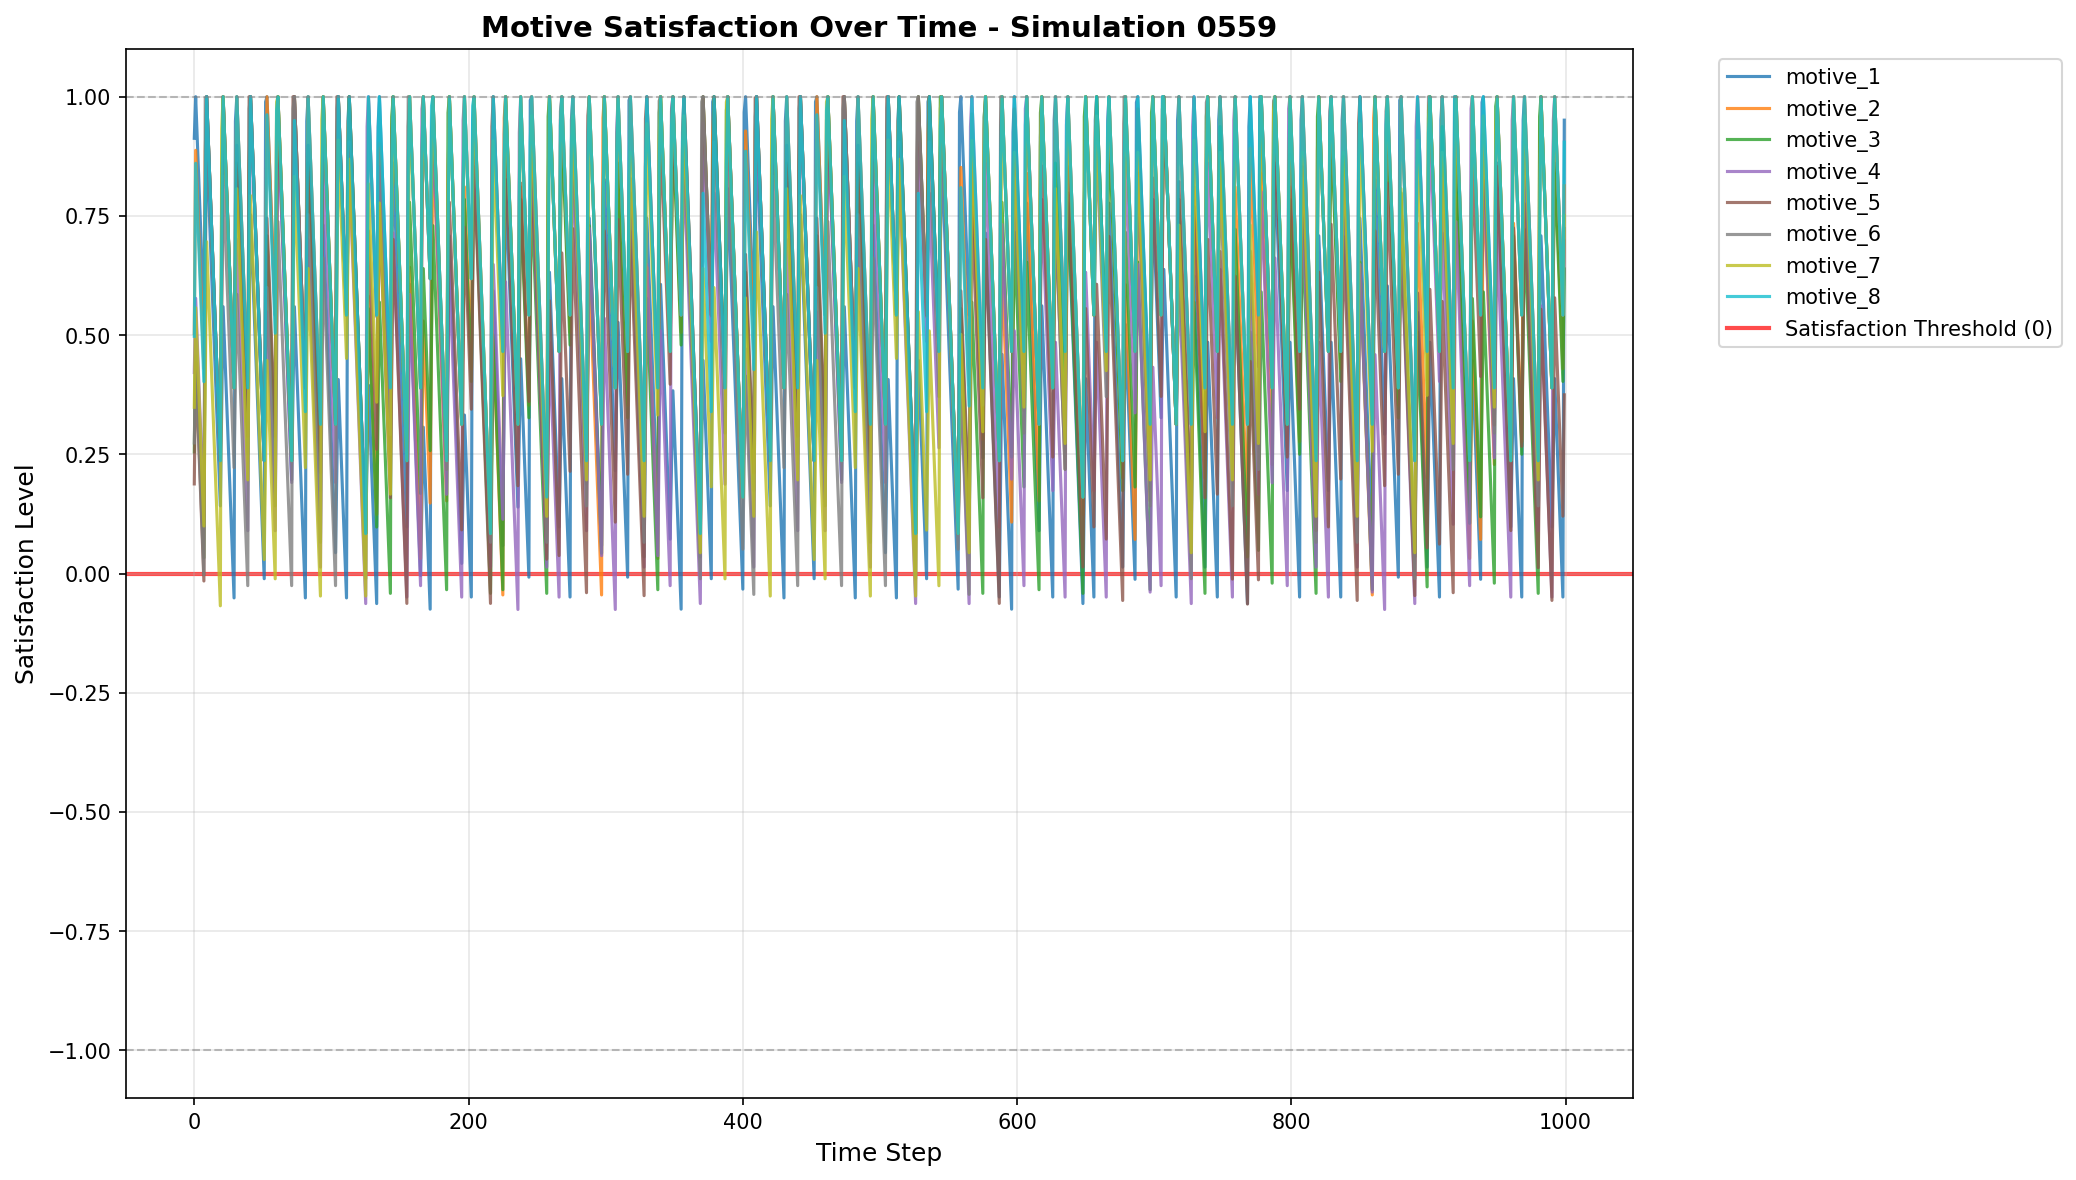 Motive Satisfaction Over Time - Simulation 0559
1.00
0.75
0.50
0.25
0.00
−0.25
−0.50
−0.75
−1.00
Satisfaction Level
0
200
400
600
800
1000
Time Step
motive_1
motive_2
motive_3
motive_4
motive_5
motive_6
motive_7
motive_8
Satisfaction Threshold (0)